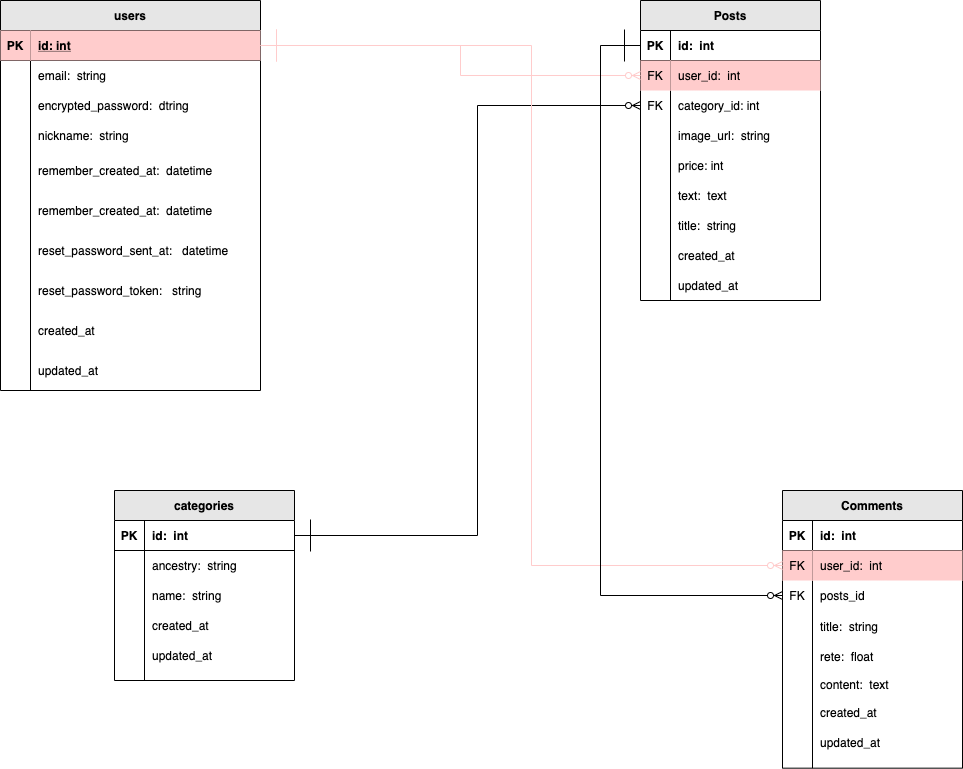 users
PK id: int
email: string
encrypted_password: dtring
nickname: string
remember_created_at: datetime
remember_created_at: datetime
reset_password_sent_at: datetime
reset_password_token: string
created_at
updated_at
Posts
PK id: int
FK user_id: int
FK category_id: int
image_url: string
price: int
text: text
title: string
created_at
updated_at
categories
PK id: int
ancestry: string
name: string
created_at
updated_at
Comments
PK id: int
FK user_id: int
FK posts_id
title: string
rete: float
content: text
created_at
updated_at